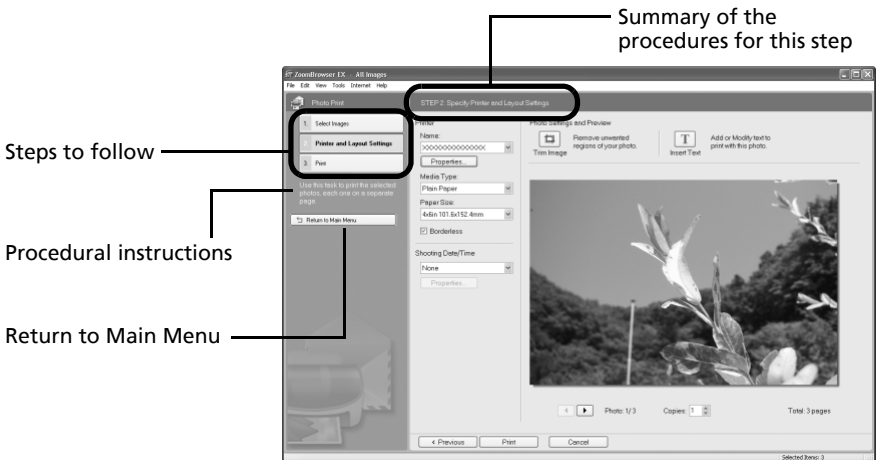 Summary of the
procedures for this step
ZoomBrowser EX - All Images
File Edit View Tools Internet Help
Photo Print
STEP 2: Specify Printer and Layout Settings
Steps to follow
1. Select Images
2. Printer and Layout Settings
3. Print
Use this task to print the selected
photos, each one on a separate
page.
Return to Main Menu
Procedural instructions
Return to Main Menu
Printer
Name:
XXXXXXXXXXXXXX
Properties...
Media Type:
Plain Paper
Paper Size:
4x6in 101.6x152.4mm
Borderless
Shooting Date/Time
None
Properties...
Photo Settings and Preview
Trim Image
Remove unwanted
regions of your photo.
T
Insert Text
Add or Modify text to
print with this photo.
Photo: 1/3
Copies: 1
Total: 3 pages
< Previous
Print
Cancel
Selected Items: 3